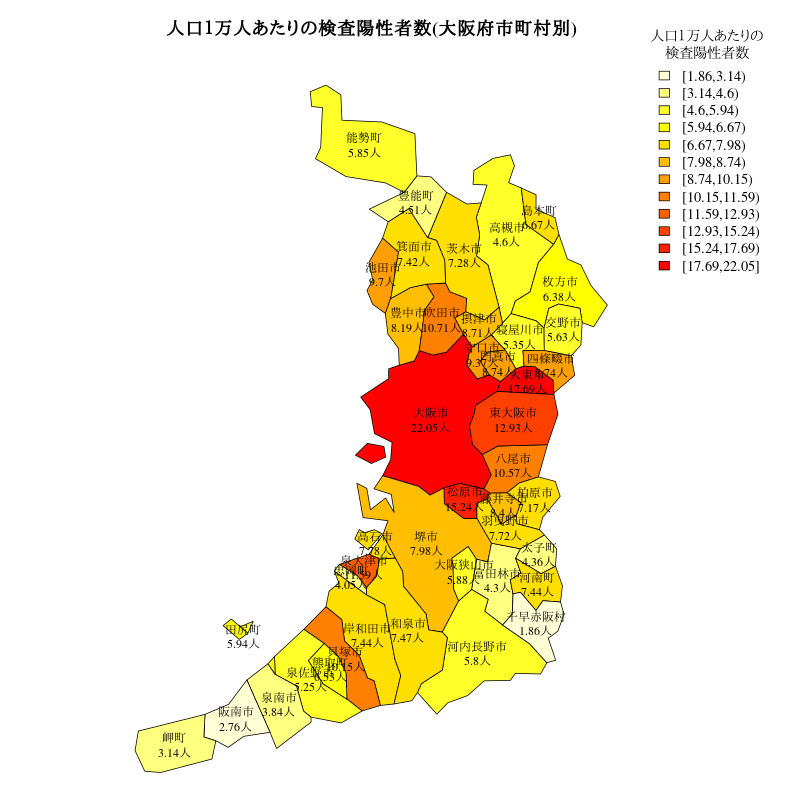 人口1万人あたりの検査陽性者数(大阪府市町村別)
人口1万人あたりの
検査陽性者数
[1.86,3.14)
[3.14,4.6)
[4.6,5.94)
[5.94,6.67)
[6.67,7.98)
[7.98,8.74)
[8.74,10.15)
[10.15,11.59)
[11.59,12.93)
[12.93,15.24)
[15.24,17.69)
[17.69,22.05]
能勢町
5.85人
豊能町
4.51人
島本町
6.67人
高槻市
4.6人
箕面市
7.42人
茨木市
7.28人
池田市
9.7人
枚方市
6.38人
豊中市
8.19人
吹田市
10.71人
摂津市
8.71人
寝屋川市
5.35人
交野市
5.63人
守口市
9.37人
門真市
8.74人
四條畷市
8.74人
大東市
17.69人
大阪市
22.05人
東大阪市
12.93人
八尾市
10.57人
松原市
15.24人
藤井寺市
8.4人
柏原市
7.17人
羽曳野市
7.72人
高石市
7.78人
堺市
7.98人
太子町
4.36人
泉大津市
11.59人
4.05人
大阪狭山市
5.88人
富田林市
4.3人
河南町
7.44人
千早赤阪村
1.86人
田尻町
5.94人
岸和田市
7.44人
和泉市
7.47人
貝塚市
10.15人
河内長野市
5.8人
熊取町
6.53人
泉佐野市
5.25人
泉南市
3.84人
阪南市
2.76人
岬町
3.14人